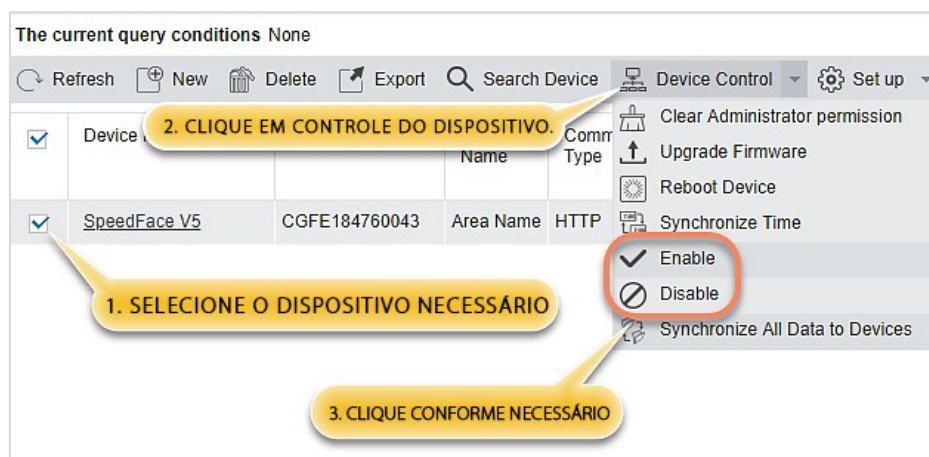 The current query conditions None
Refresh New Delete Export Search Device Device Control Set up
Clear Administrator permission
2. CLIQUE EM CONTROLE DO DISPOSITIVO.
Device
Name
Type
Upgrade Firmware
Reboot Device
SpeedFace V5 CGFE184760043 Area Name HTTP
Synchronize Time
Enable
Disable
1. SELECIONE O DISPOSITIVO NECESSÁRIO
Synchronize All Data to Devices
3. CLIQUE CONFORME NECESSÁRIO